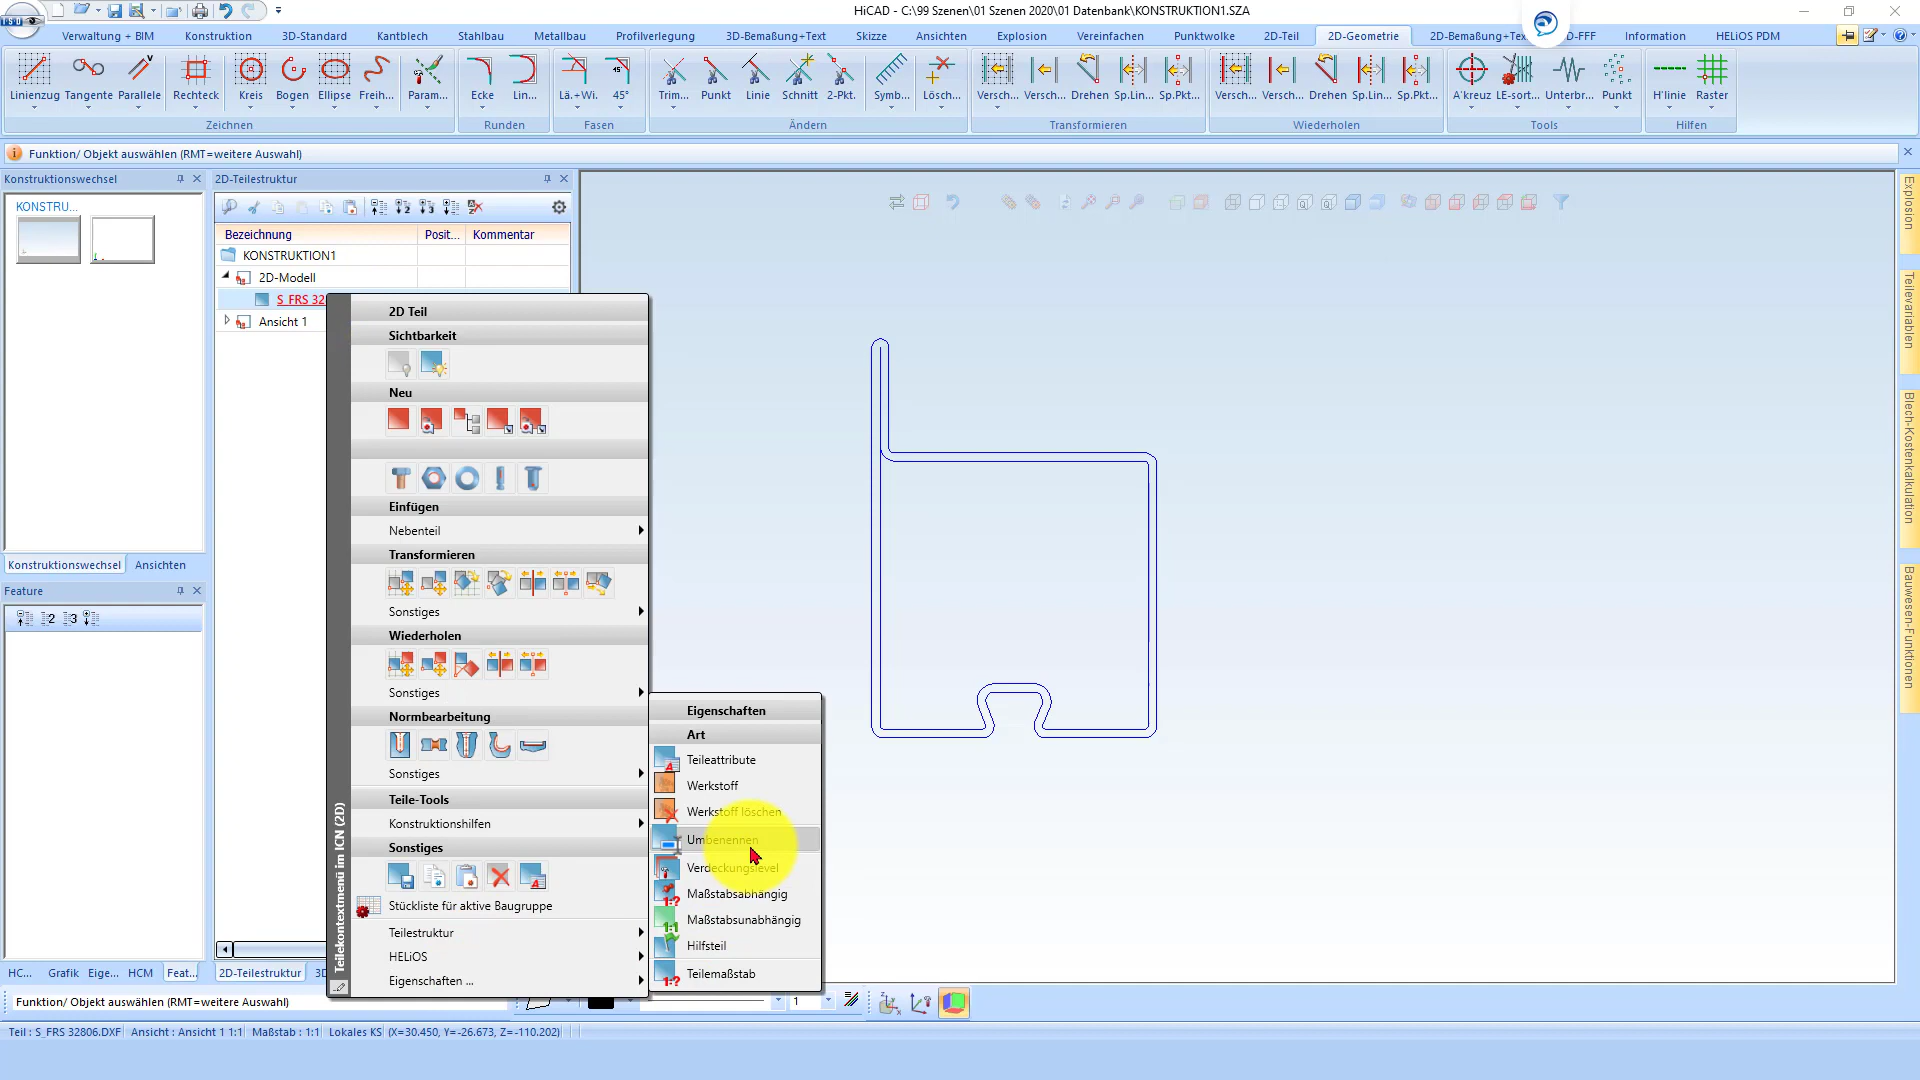 HiCAD - C:\99 Szenen\01 Szenen 2020\01 Datenbank\KONSTRUKTION1.SZA
ISD
Verwaltung + BIM
Konstruktion
3D-Standard
Kantblech
Stahlbau
Metallbau
Profilverlegung
3D-Bemaßung+Text
Skizze
Ansichten
Explosion
Vereinfachen
Punktwolke
2D-Teil
2D-Geometrie
2D-Bemaßung+Tex
-FFF
Information
HELiOS PDM
Linienzug
Tangente
Parallele
Rechteck
Kreis
Bogen
Ellipse
Freih...
Param...
Ecke
Lin...
Lä.+Wi.
45°
Trim...
Punkt
Linie
Schnitt
2-Pkt.
Symb...
Lösch...
Versch...
Versch...
Drehen
Sp.Lin...
Sp.Pkt...
Versch...
Versch...
Drehen
Sp.Lin...
Sp.Pkt...
A'kreuz
LE-sort...
Unterbr...
Punkt
H'linie
Raster
Zeichnen
Runden
Fasen
Ändern
Transformieren
Wiederholen
Tools
Hilfen
Funktion/ Objekt auswählen (RMT=weitere Auswahl)
Konstruktionswechsel
2D-Teilestruktur
KONSTRU...
Bezeichnung
Posit...
Kommentar
KONSTRUKTION1
2D-Modell
S_FRS 32
Ansicht 1
Konstruktionswechsel
Ansichten
Feature
HC...
Grafik
Eige...
HCM
Feat...
2D-Teilestruktur
Teilekontextmenü im ICN (2D)
2D Teil
Sichtbarkeit
Neu
Einfügen
Nebenteil
Transformieren
Sonstiges
Wiederholen
Sonstiges
Normbearbeitung
Sonstiges
Teile-Tools
Konstruktionshilfen
Sonstiges
Stückliste für aktive Baugruppe
Teilestruktur
HELiOS
Eigenschaften ...
Eigenschaften
Art
Teileattribute
Werkstoff
Werkstoff löschen
Umbenennen
Verdeckungslevel
Maßstabsabhängig
Maßstabsunabhängig
Hilfsteil
Teilemaßstab
Explosion
Teilevariablen
Blech-Kostenkalkulation
Bauwesen-Funktionen
Funktion/ Objekt auswählen (RMT=weitere Auswahl)
1
Teil : S_FRS 32806.DXF
Ansicht : Ansicht 1 1:1
Maßstab : 1:1
Lokales KS
(X=30.450, Y=-26.673, Z=-110.202)